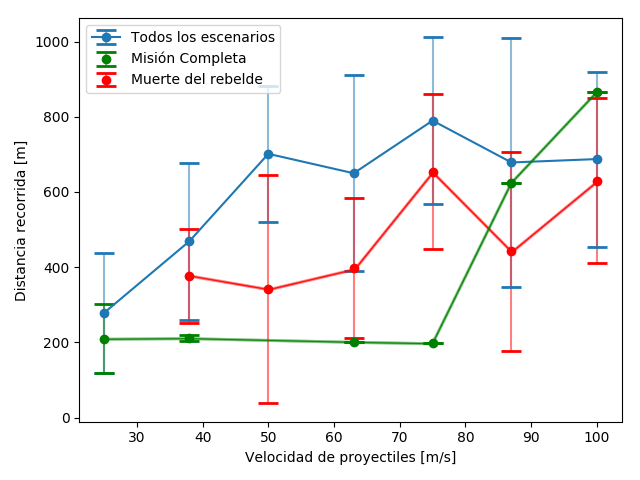 Todos los escenarios
Misión Completa
Muerte del rebelde
1000
800
600
400
200
0
Distancia recorrida [m]
30 40 50 60 70 80 90 100
Velocidad de proyectiles [m/s]